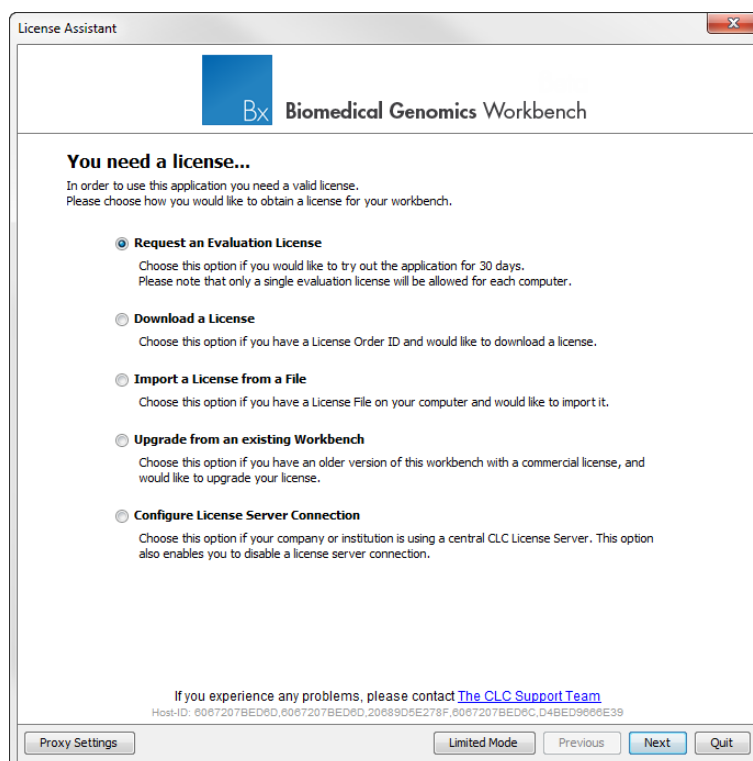 License Assistant
Bx Biomedical Genomics Workbench
You need a license...
In order to use this application you need a valid license.
Please choose how you would like to obtain a license for your workbench.
Request an Evaluation License
Choose this option if you would like to try out the application for 30 days.
Please note that only a single evaluation license will be allowed for each computer.
Download a License
Choose this option if you have a License Order ID and would like to download a license.
Import a License from a File
Choose this option if you have a License File on your computer and would like to import it.
Upgrade from an existing Workbench
Choose this option if you have an older version of this workbench with a commercial license, and
would like to upgrade your license.
Configure License Server Connection
Choose this option if your company or institution is using a central CLC License Server. This option
also enables you to disable a license server connection.
If you experience any problems, please contact The CLC Support Team
Host-ID: 6067207BED6D,6067207BED6D,20689D5E278F,6067207BED6C,D4BED9666E39
Proxy Settings Limited Mode Previous Next Quit